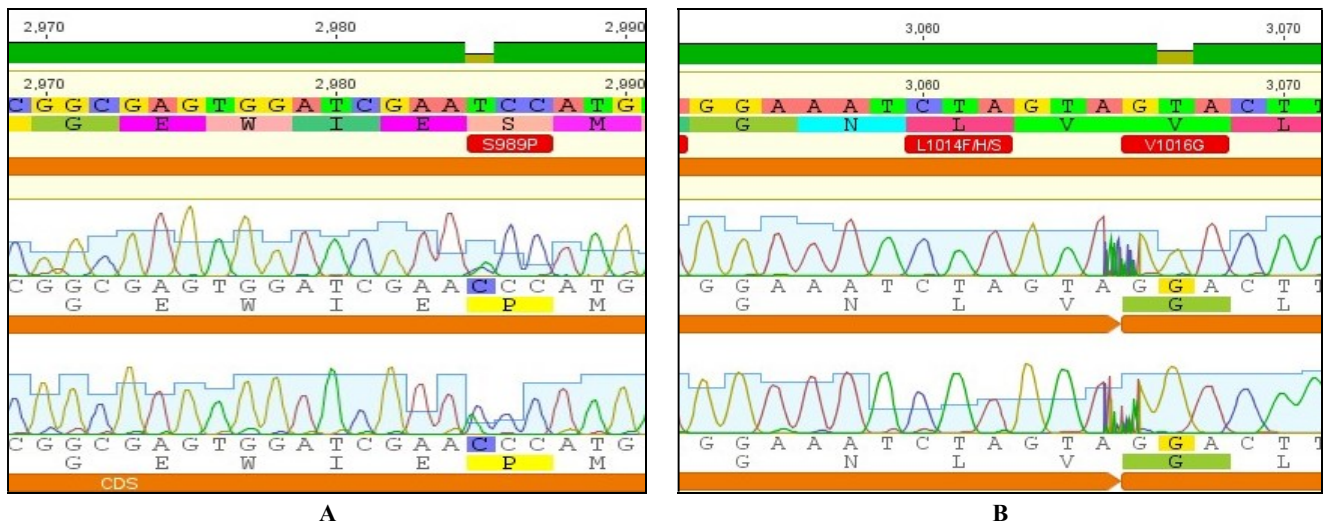 2,970 2,980 2,990
2,970 2,980 2,990
C G G C G A G T G G A T C G A A T C C A T G
G E W I E S M
S989P
C G G C G A G T G G A T C G A A C C C A T G
G E W I E P M
C G G C G A G T G G A T C G A A C C C A T G
G E W I E P M
CDS
A
3,060 3,070
3,060 3,070
G G A A A T C T A G T A G T A C T T
G N L V V L
L1014F/H/S V1016G
G G A A A T C T A G T A G G A C T T
G N L V G L
G G A A A T C T A G T A G G A C T T
G N L V G L
B